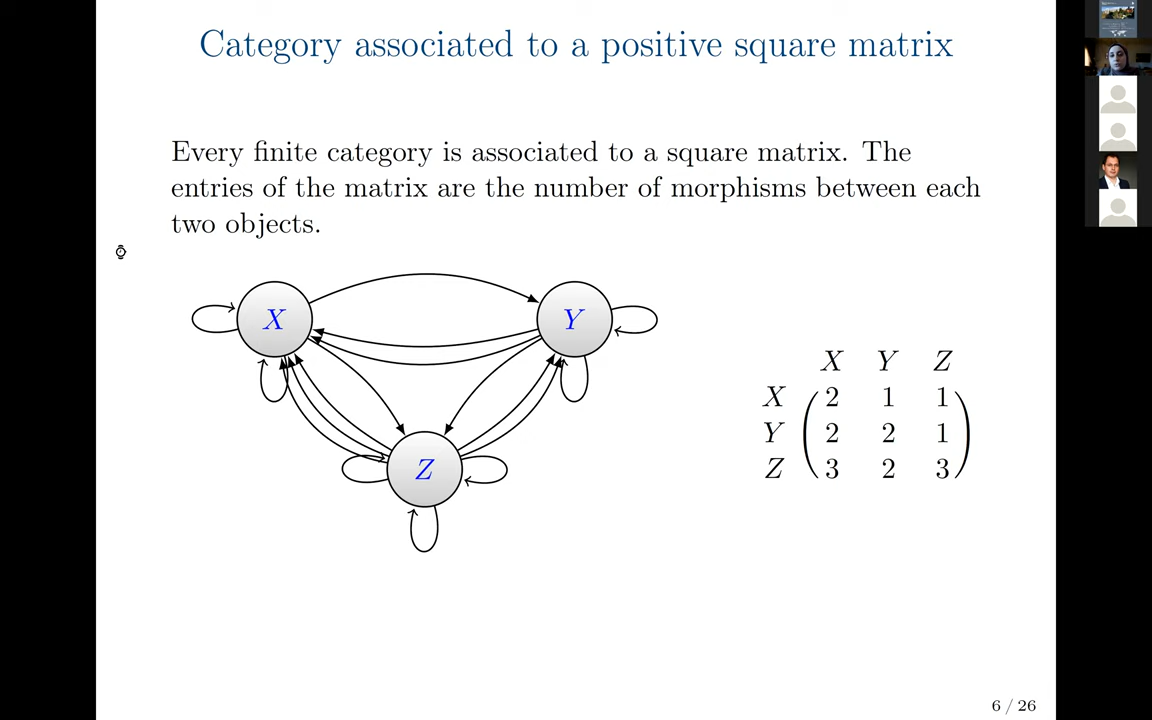 Category associated to a positive square matrix
Every finite category is associated to a square matrix. The
entries of the matrix are the number of morphisms between each
two objects.
X Y
Z
X Y Z
X 2 1 1
Y 2 2 1
Z 3 2 3
6 / 26